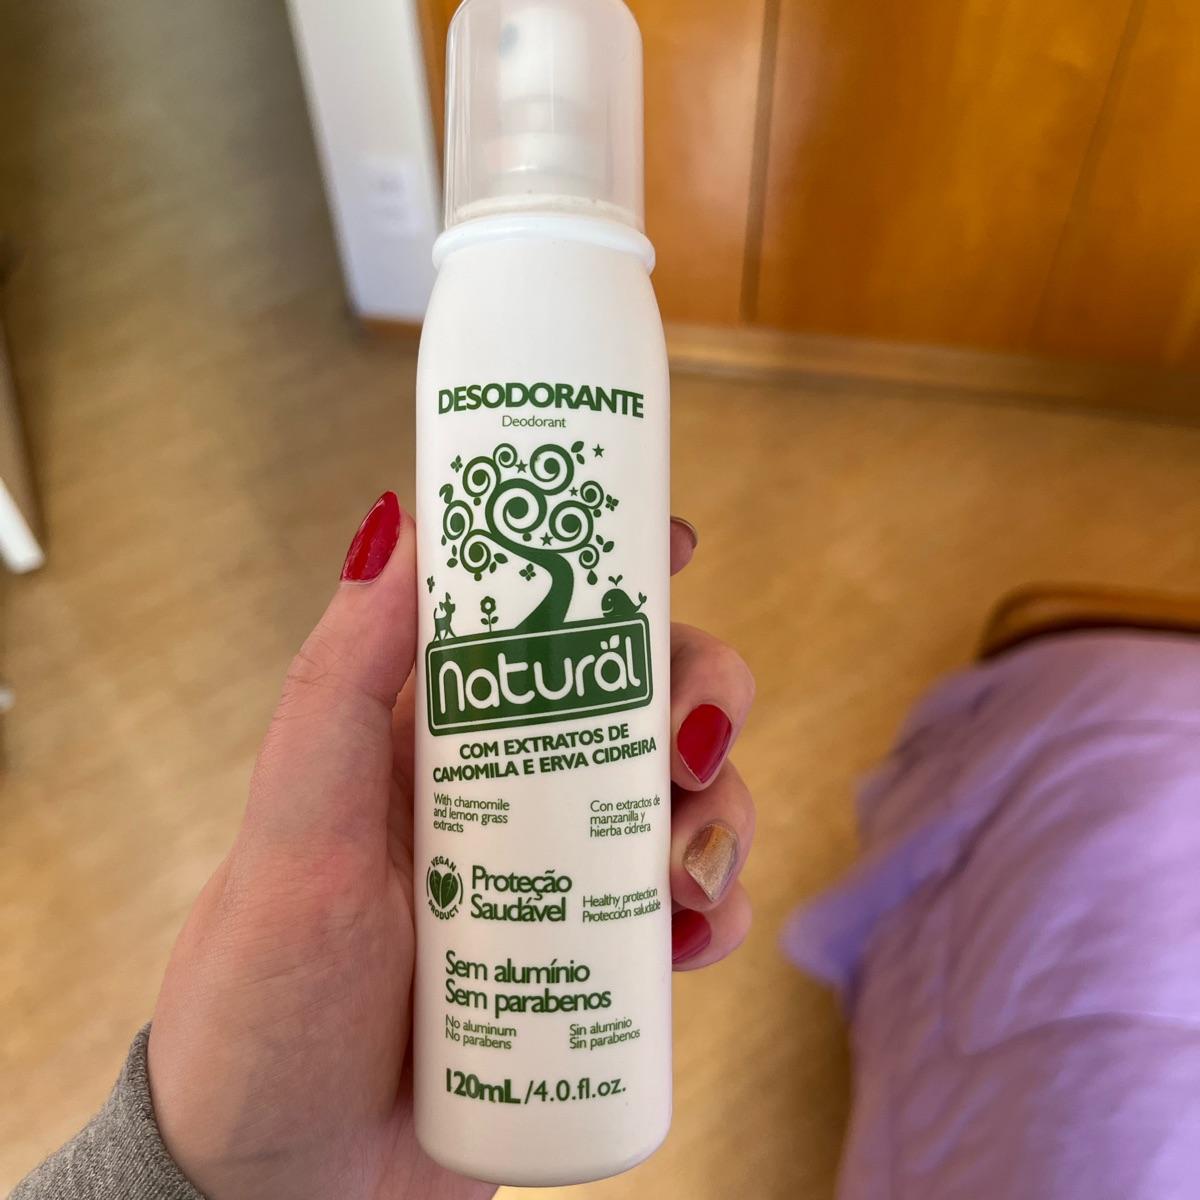 DESODORANTE
Deodorant
Naturäl
COM EXTRATOS DE
CAMOMILA E ERVA CIDREIRA
With chamomile
and lemon grass
extracts
Con extractos de
manzanilla y
hierba cidrera
VEGAN
PRODUCT
Proteção
Saudável
Healthy protection
Protección saludable
Sem alumínio
Sem parabenos
No aluminum
No parabens
Sin aluminio
Sin parabenos
120mL/4.0.fl.oz.